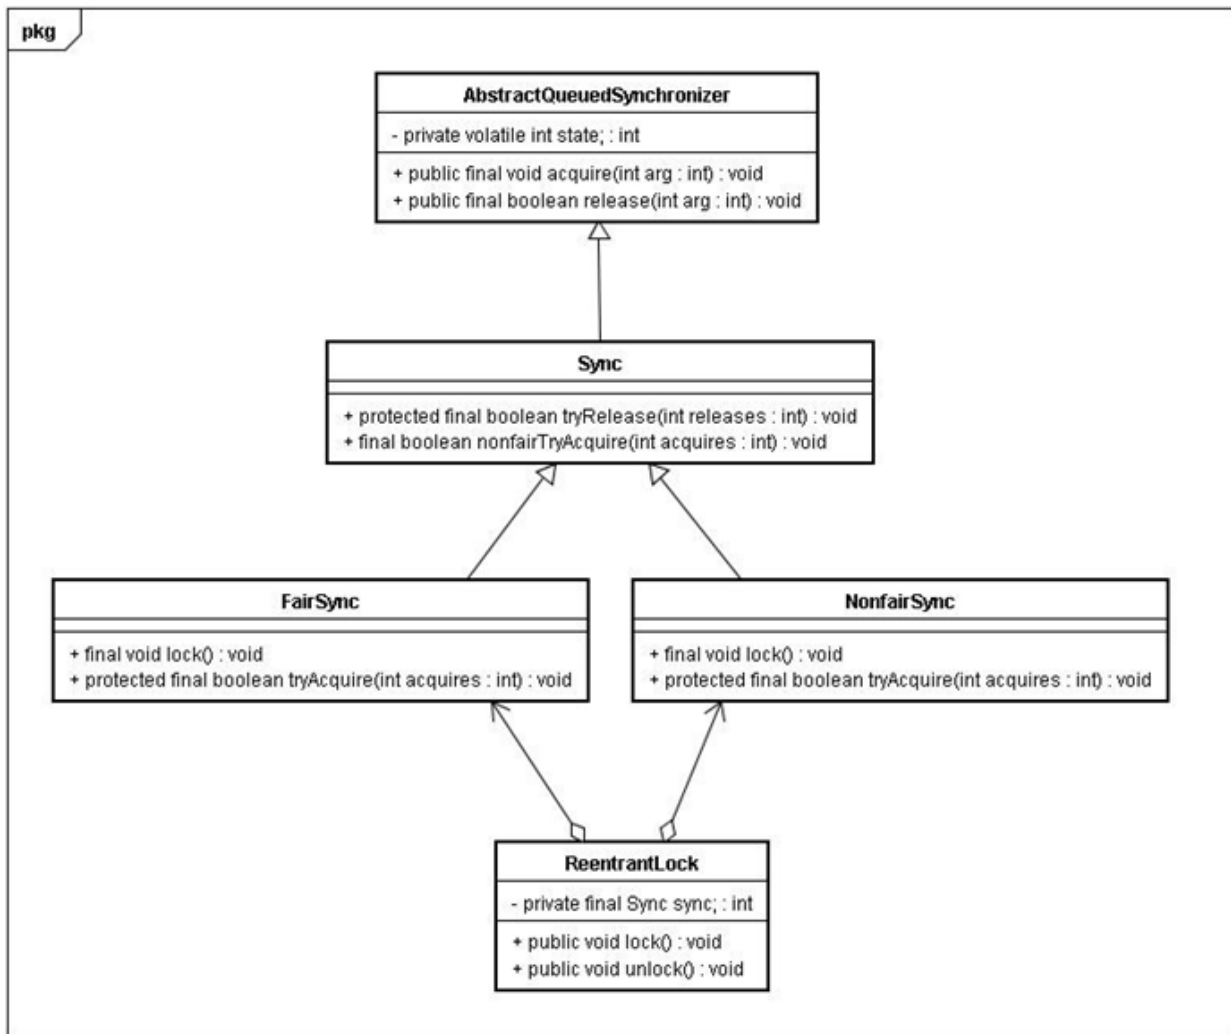 pkg
AbstractQueuedSynchronizer
- private volatile int state; : int
+ public final void acquire(int arg : int) : void
+ public final boolean release(int arg : int) : void
Sync
+ protected final boolean tryRelease(int releases : int) : void
+ final boolean nonfairTryAcquire(int acquires : int) : void
FairSync
+ final void lock() : void
+ protected final boolean tryAcquire(int acquires : int) : void
NonfairSync
+ final void lock() : void
+ protected final boolean tryAcquire(int acquires : int) : void
ReentrantLock
- private final Sync sync; : int
+ public void lock() : void
+ public void unlock() : void